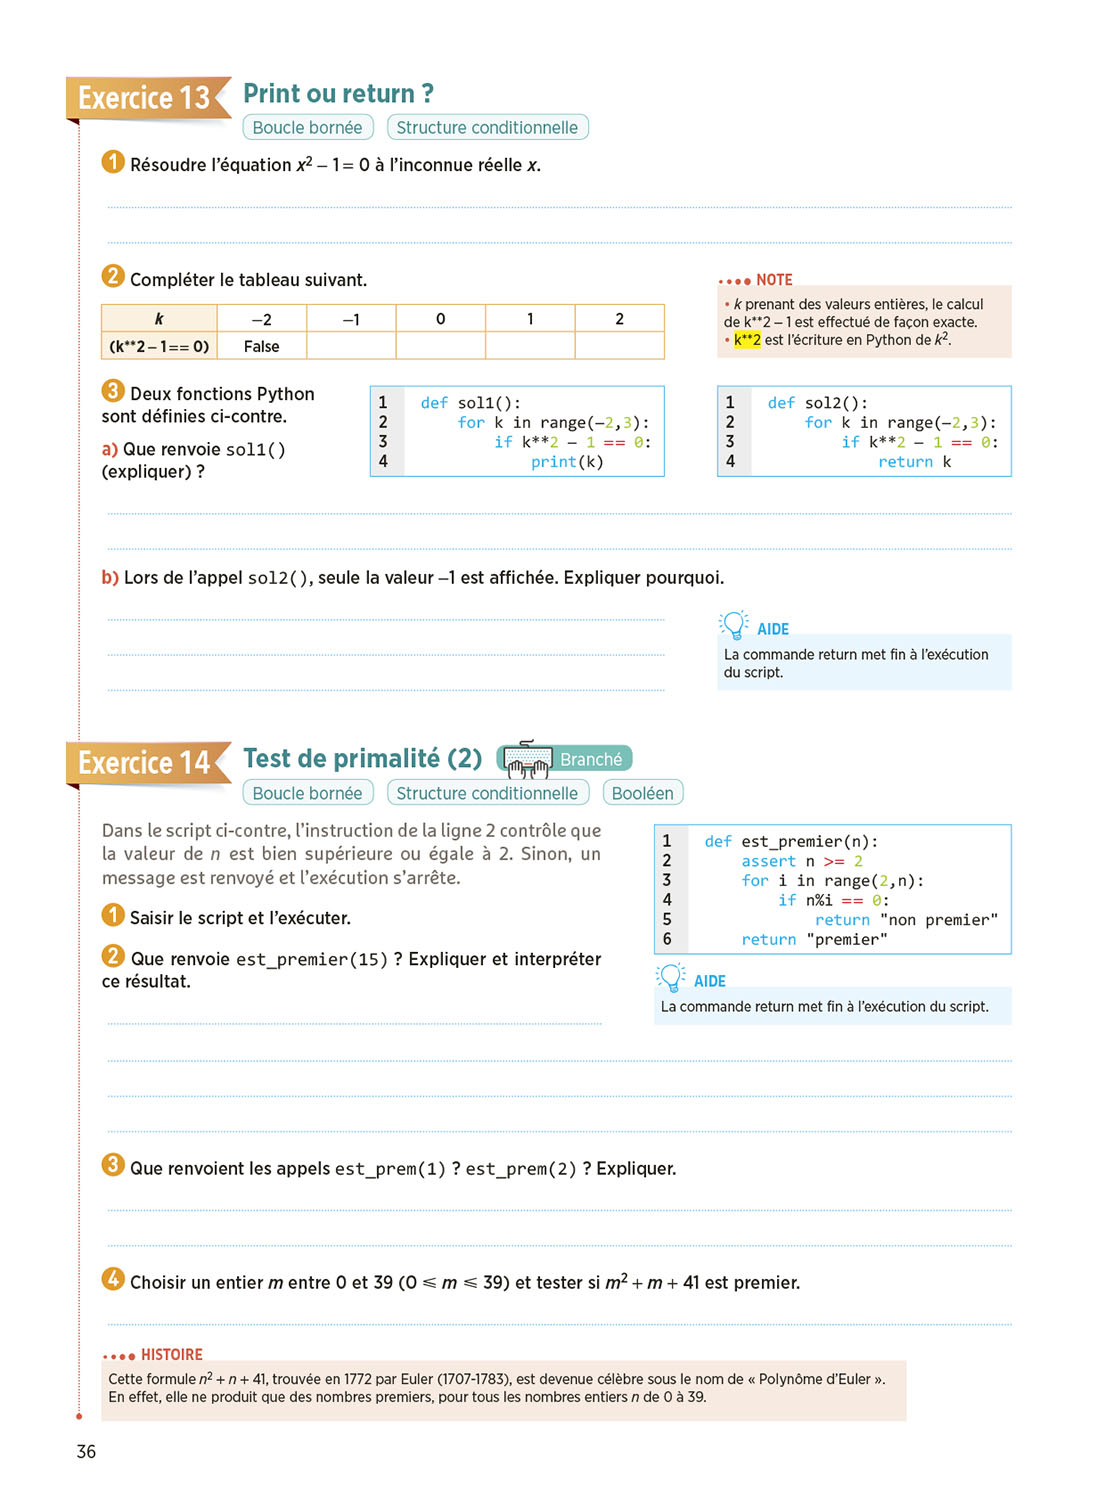 Exercice 13
Print ou return ?
Boucle bornée
Structure conditionnelle
1 Résoudre l'équation x² – 1 = 0 à l'inconnue réelle x.
2 Compléter le tableau suivant.
k –2 –1 0 1 2
(k**2 – 1 == 0) False
NOTE
• k prenant des valeurs entières, le calcul
de k**2 – 1 est effectué de façon exacte.
• k**2 est l'écriture en Python de k².
3 Deux fonctions Python
sont définies ci-contre.
a) Que renvoie sol1()
(expliquer) ?
1 def sol1():
2 for k in range(–2,3):
3 if k**2 – 1 == 0:
4 print(k)
1 def sol2():
2 for k in range(–2,3):
3 if k**2 – 1 == 0:
4 return k
b) Lors de l'appel sol2(), seule la valeur –1 est affichée. Expliquer pourquoi.
AIDE
La commande return met fin à l'exécution
du script.
Exercice 14
Test de primalité (2)
Branché
Boucle bornée
Structure conditionnelle
Booléen
Dans le script ci-contre, l'instruction de la ligne 2 contrôle que
la valeur de n est bien supérieure ou égale à 2. Sinon, un
message est renvoyé et l'exécution s'arrête.
1 Saisir le script et l'exécuter.
2 Que renvoie est_premier(15) ? Expliquer et interpréter
ce résultat.
1 def est_premier(n):
2 assert n >= 2
3 for i in range(2,n):
4 if n%i == 0:
5 return "non premier"
6 return "premier"
AIDE
La commande return met fin à l'exécution du script.
3 Que renvoient les appels est_prem(1) ? est_prem(2) ? Expliquer.
4 Choisir un entier m entre 0 et 39 (0 ⩽ m ⩽ 39) et tester si m² + m + 41 est premier.
HISTOIRE
Cette formule n² + n + 41, trouvée en 1772 par Euler (1707-1783), est devenue célèbre sous le nom de « Polynôme d'Euler ».
En effet, elle ne produit que des nombres premiers, pour tous les nombres entiers n de 0 à 39.
36